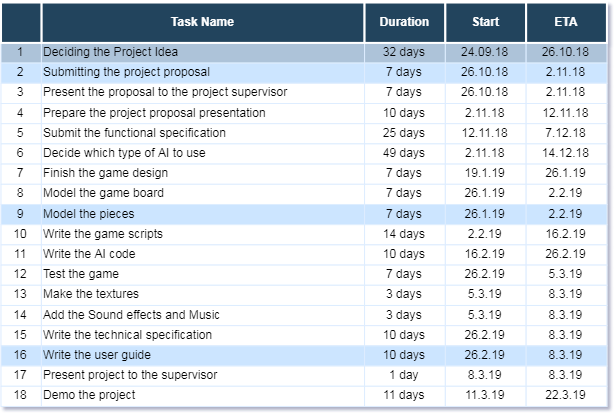 Task Name Duration Start ETA
1 Deciding the Project Idea 32 days 24.09.18 26.10.18
2 Submitting the project proposal 7 days 26.10.18 2.11.18
3 Present the proposal to the project supervisor 7 days 26.10.18 2.11.18
4 Prepare the project proposal presentation 10 days 2.11.18 12.11.18
5 Submit the functional specification 25 days 12.11.18 7.12.18
6 Decide which type of AI to use 49 days 2.11.18 14.12.18
7 Finish the game design 7 days 19.1.19 26.1.19
8 Model the game board 7 days 26.1.19 2.2.19
9 Model the pieces 7 days 26.1.19 2.2.19
10 Write the game scripts 14 days 2.2.19 16.2.19
11 Write the AI code 10 days 16.2.19 26.2.19
12 Test the game 7 days 26.2.19 5.3.19
13 Make the textures 3 days 5.3.19 8.3.19
14 Add the Sound effects and Music 3 days 5.3.19 8.3.19
15 Write the technical specification 10 days 26.2.19 8.3.19
16 Write the user guide 10 days 26.2.19 8.3.19
17 Present project to the supervisor 1 day 8.3.19 8.3.19
18 Demo the project 11 days 11.3.19 22.3.19